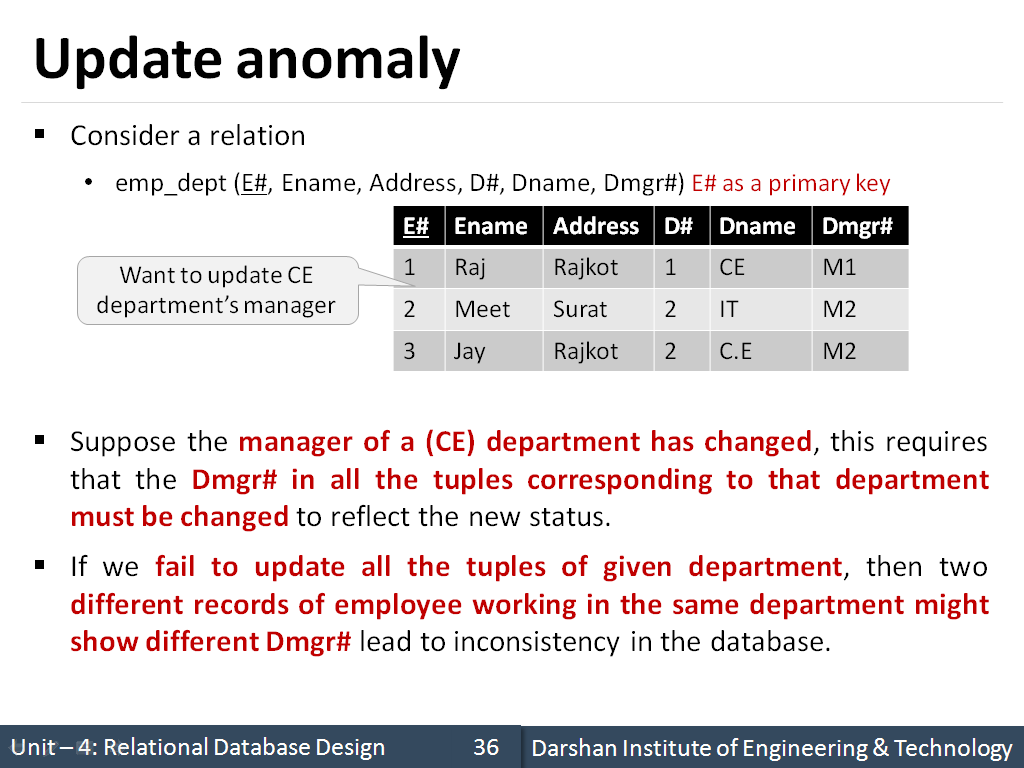 Update anomaly
▪ Consider a relation
• emp_dept (E#, Ename, Address, D#, Dname, Dmgr#) E# as a primary key
E# Ename Address D# Dname Dmgr#
1 Raj Rajkot 1 CE M1
2 Meet Surat 2 IT M2
3 Jay Rajkot 2 C.E M2
Want to update CE
department's manager
▪ Suppose the manager of a (CE) department has changed, this requires
that the Dmgr# in all the tuples corresponding to that department
must be changed to reflect the new status.
▪ If we fail to update all the tuples of given department, then two
different records of employee working in the same department might
show different Dmgr# lead to inconsistency in the database.
Unit – 4: Relational Database Design 36 Darshan Institute of Engineering & Technology